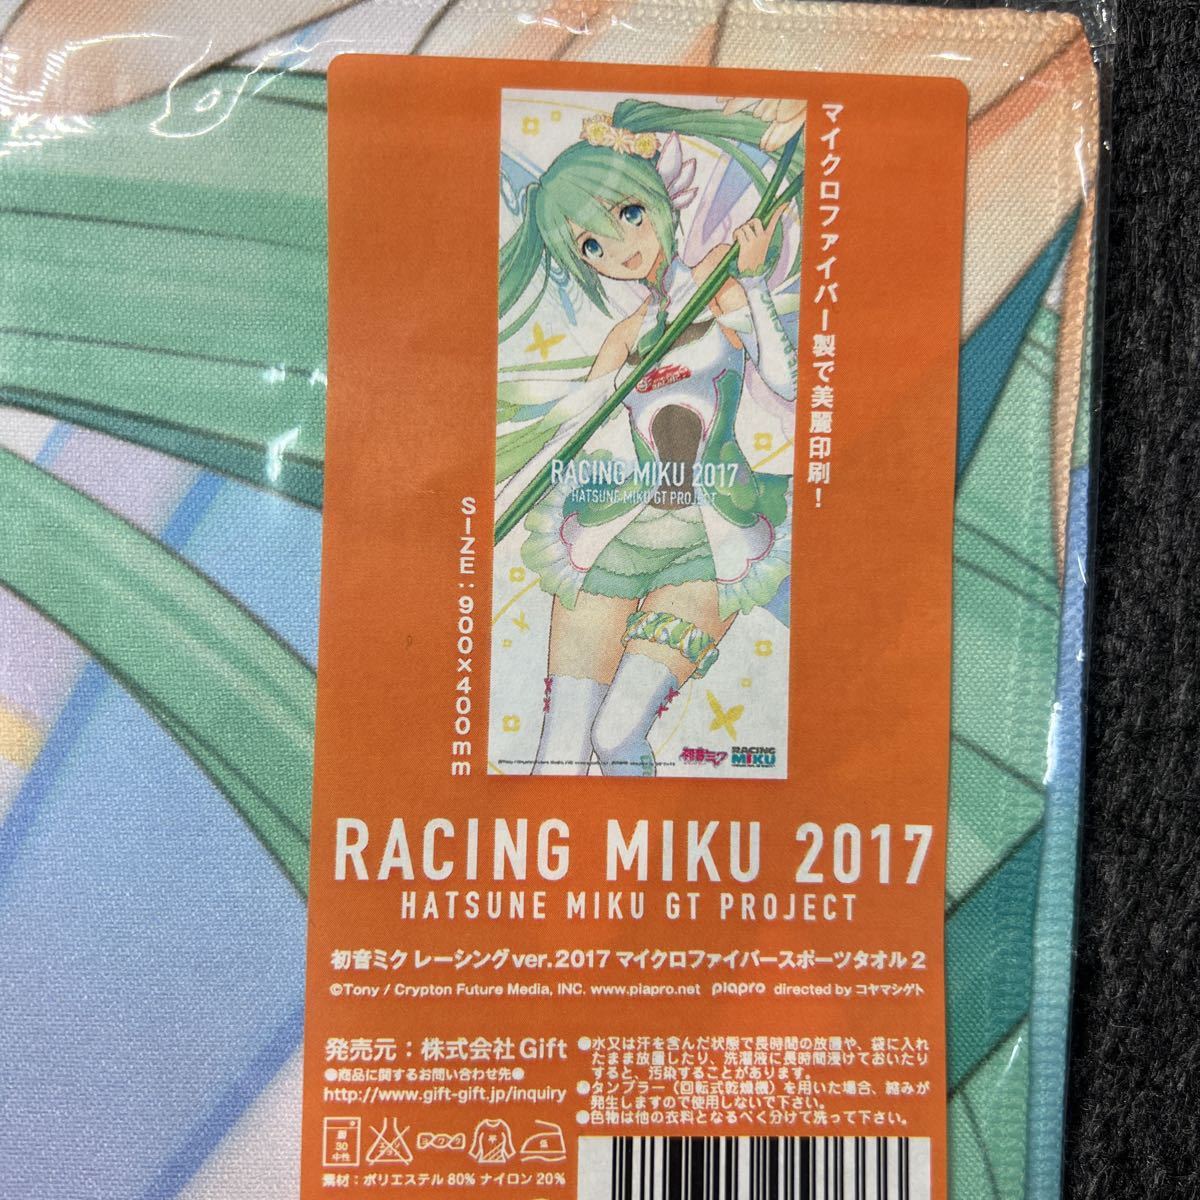 マイクロファイバー製で美麗印刷！
SIZE：900×400mm
RACING MIKU 2017
HATSUNE MIKU GT PROJECT
初音ミク
RACING
MIKU
RACING MIKU 2017
HATSUNE MIKU GT PROJECT
初音ミク レーシングver.2017 マイクロファイバースポーツタオル2
©Tony / Crypton Future Media, INC. www.piapro.net piapro directed by コヤマシゲト
発売元：株式会社Gift
●商品に関するお問い合わせ先●
http://www.gift-gift.jp/inquiry
●水又は汗を含んだ状態で長時間の放置や、袋に入れ
たまま放置したり、洗濯液に長時間浸けておいたり
すると、汚染することがあります。
●タンブラー（回転式乾燥機）を用いた場合、縮みが
発生しますので使用しないで下さい。
●色物は他の衣料となるべく分けて洗って下さい。
30
中性
素材：ポリエステル80% ナイロン20%